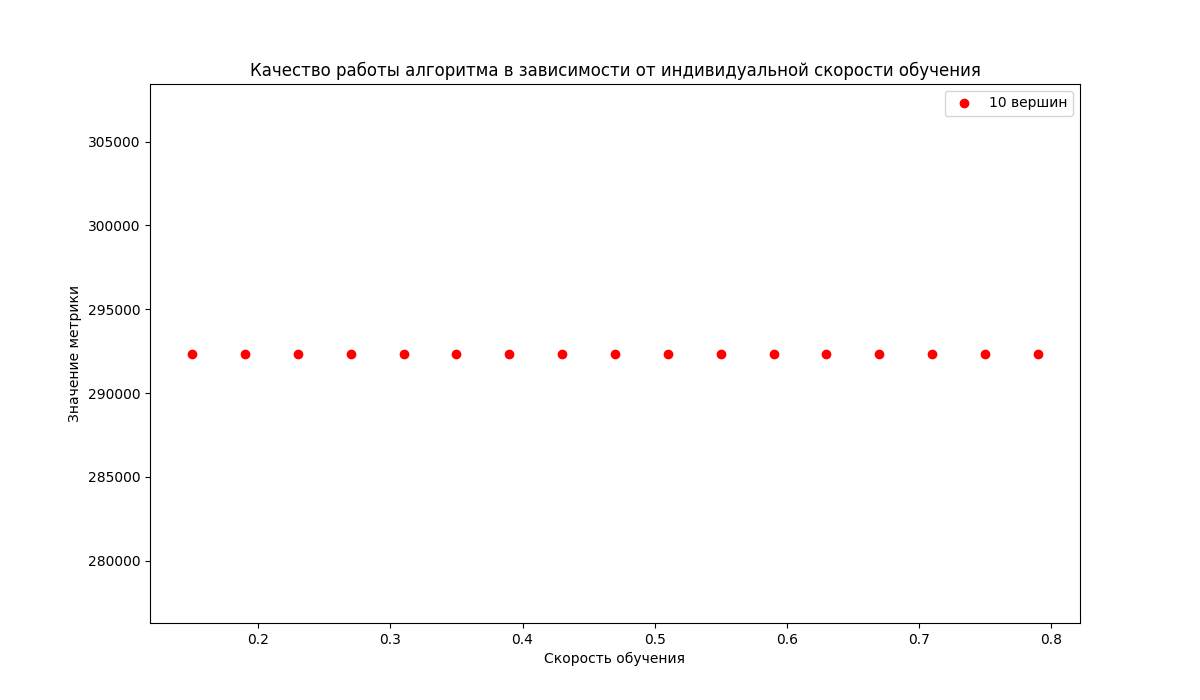 Качество работы алгоритма в зависимости от индивидуальной скорости обучения
10 вершин
305000
300000
295000
290000
285000
280000
Значение метрики
0.2 0.3 0.4 0.5 0.6 0.7 0.8
Скорость обучения